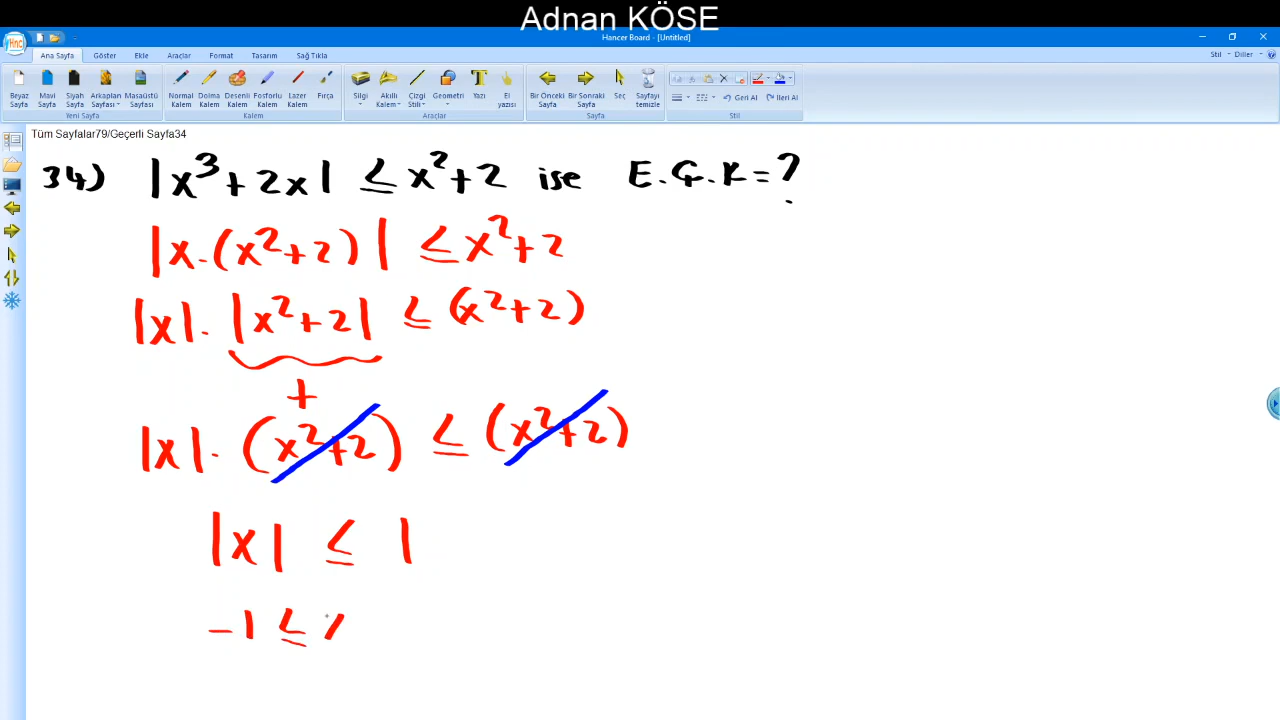 Adnan KÖSE
Hancer Board - [Untitled]
Hnc
Ana Sayfa Göster Ekle Araçlar Format Tasarım Sağ Tıkla Stil Diller
Beyaz Sayfa Mavi Sayfa Siyah Sayfa Arkaplan Sayfası Masaüstü Sayfası Normal Kalem Dolma Kalem Desenli Kalem Fosforlu Kalem Lazer Kalem Fırça Silgi Akıllı Kalem Çizgi Stili Geometri Yazı El yazısı Bir Önceki Sayfa Bir Sonraki Sayfa Seç Sayfayı temizle Geri Al İleri Al
Yeni Sayfa Kalem Araçlar Sayfa Stil
Tüm Sayfalar79/Geçerli Sayfa34
34) |x³+2x| ≤ x²+2 ise E.Ç.K=?
|x.(x²+2)| ≤ x²+2
|x|.|x²+2| ≤ (x²+2)
+
|x|.(x²+2) ≤ (x²+2)
|x| ≤ 1
-1 ≤